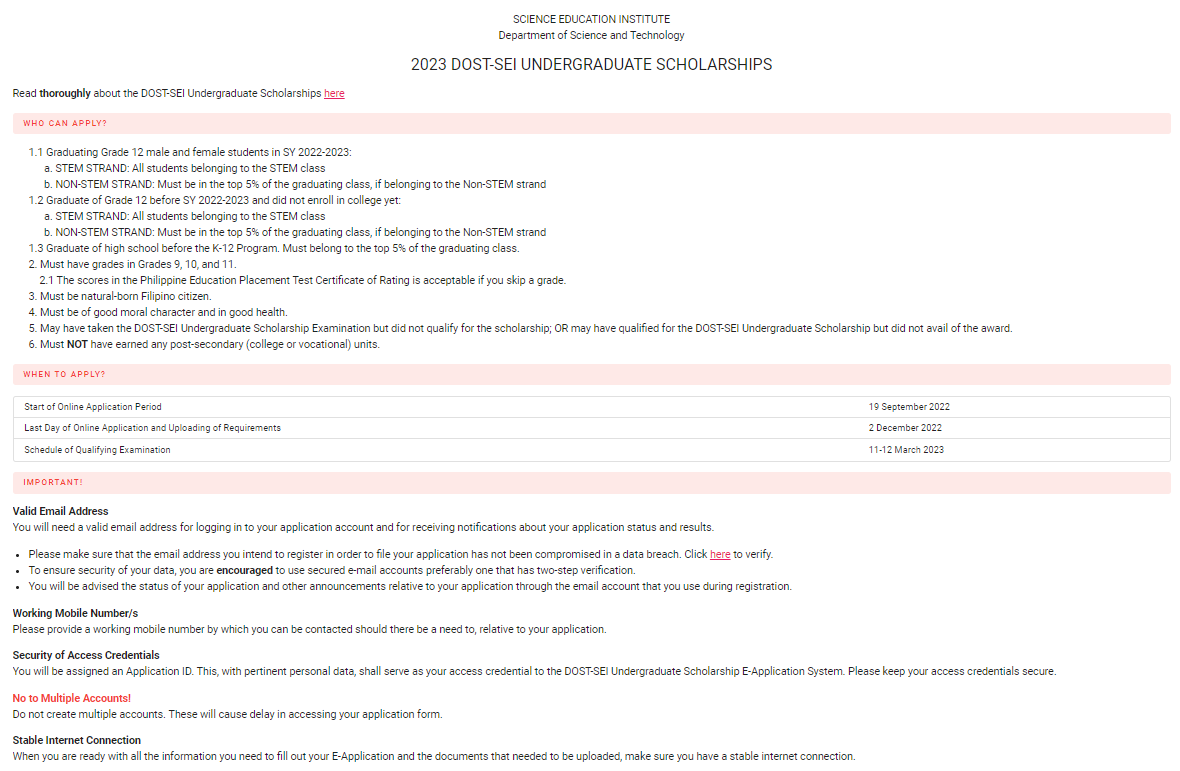 SCIENCE EDUCATION INSTITUTE
Department of Science and Technology
2023 DOST-SEI UNDERGRADUATE SCHOLARSHIPS
Read thoroughly about the DOST-SEI Undergraduate Scholarships here
WHO CAN APPLY?
1.1 Graduating Grade 12 male and female students in SY 2022-2023:
a. STEM STRAND: All students belonging to the STEM class
b. NON-STEM STRAND: Must be in the top 5% of the graduating class, if belonging to the Non-STEM strand
1.2 Graduate of Grade 12 before SY 2022-2023 and did not enroll in college yet:
a. STEM STRAND: All students belonging to the STEM class
b. NON-STEM STRAND: Must be in the top 5% of the graduating class, if belonging to the Non-STEM strand
1.3 Graduate of high school before the K-12 Program. Must belong to the top 5% of the graduating class.
2. Must have grades in Grades 9, 10, and 11.
2.1 The scores in the Philippine Education Placement Test Certificate of Rating is acceptable if you skip a grade.
3. Must be natural-born Filipino citizen.
4. Must be of good moral character and in good health.
5. May have taken the DOST-SEI Undergraduate Scholarship Examination but did not qualify for the scholarship; OR may have qualified for the DOST-SEI Undergraduate Scholarship but did not avail of the award.
6. Must NOT have earned any post-secondary (college or vocational) units.
WHEN TO APPLY?
Start of Online Application Period 19 September 2022
Last Day of Online Application and Uploading of Requirements 2 December 2022
Schedule of Qualifying Examination 11-12 March 2023
IMPORTANT!
Valid Email Address
You will need a valid email address for logging in to your application account and for receiving notifications about your application status and results.
• Please make sure that the email address you intend to register in order to file your application has not been compromised in a data breach. Click here to verify.
• To ensure security of your data, you are encouraged to use secured e-mail accounts preferably one that has two-step verification.
• You will be advised the status of your application and other announcements relative to your application through the email account that you use during registration.
Working Mobile Number/s
Please provide a working mobile number by which you can be contacted should there be a need to, relative to your application.
Security of Access Credentials
You will be assigned an Application ID. This, with pertinent personal data, shall serve as your access credential to the DOST-SEI Undergraduate Scholarship E-Application System. Please keep your access credentials secure.
No to Multiple Accounts!
Do not create multiple accounts. These will cause delay in accessing your application form.
Stable Internet Connection
When you are ready with all the information you need to fill out your E-Application and the documents that needed to be uploaded, make sure you have a stable internet connection.